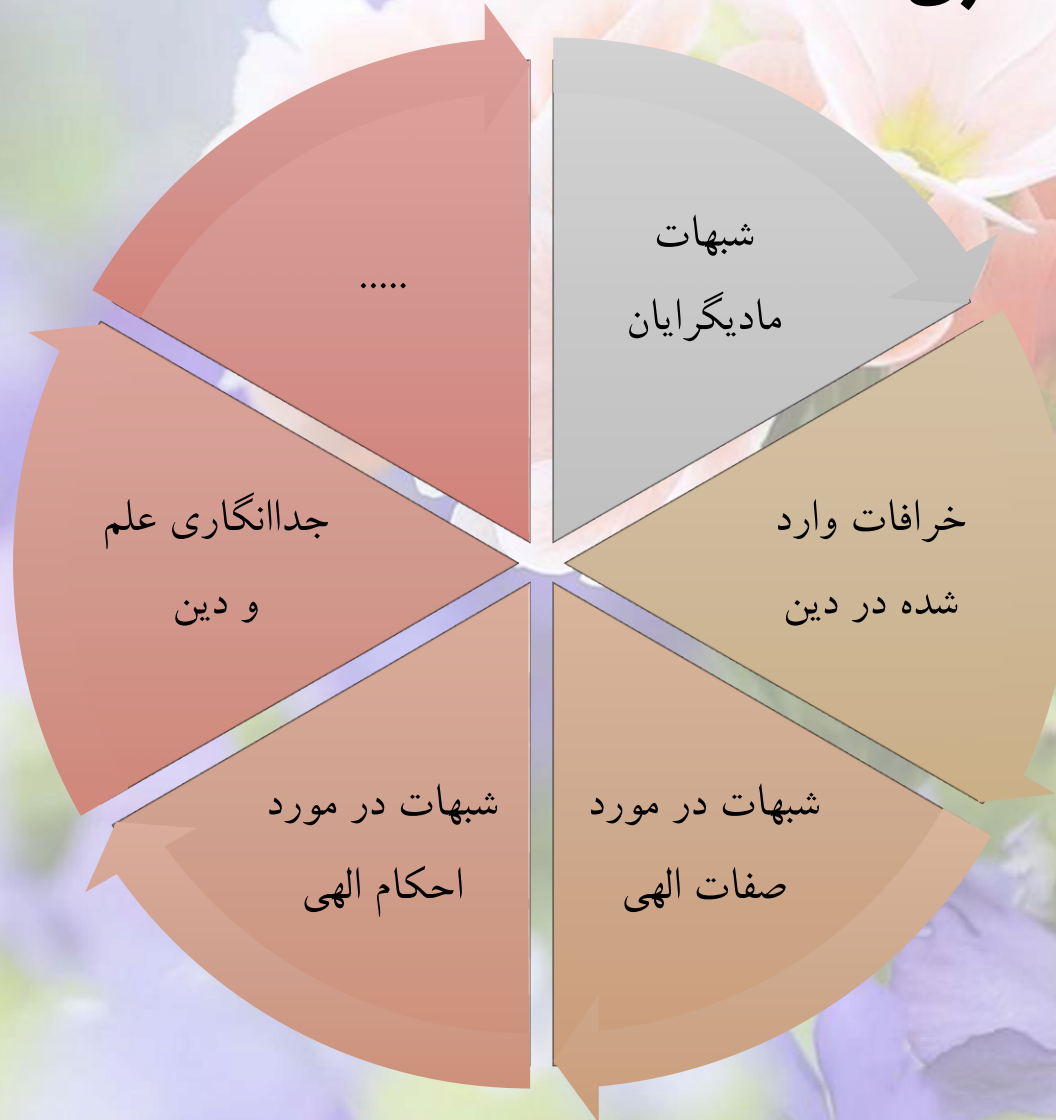 شبهات
مادیگرایان
خرافات وارد
شده در دین
شبهات در مورد
صفات الهی
شبهات در مورد
احکام الهی
جداانگاری علم
و دین
.....